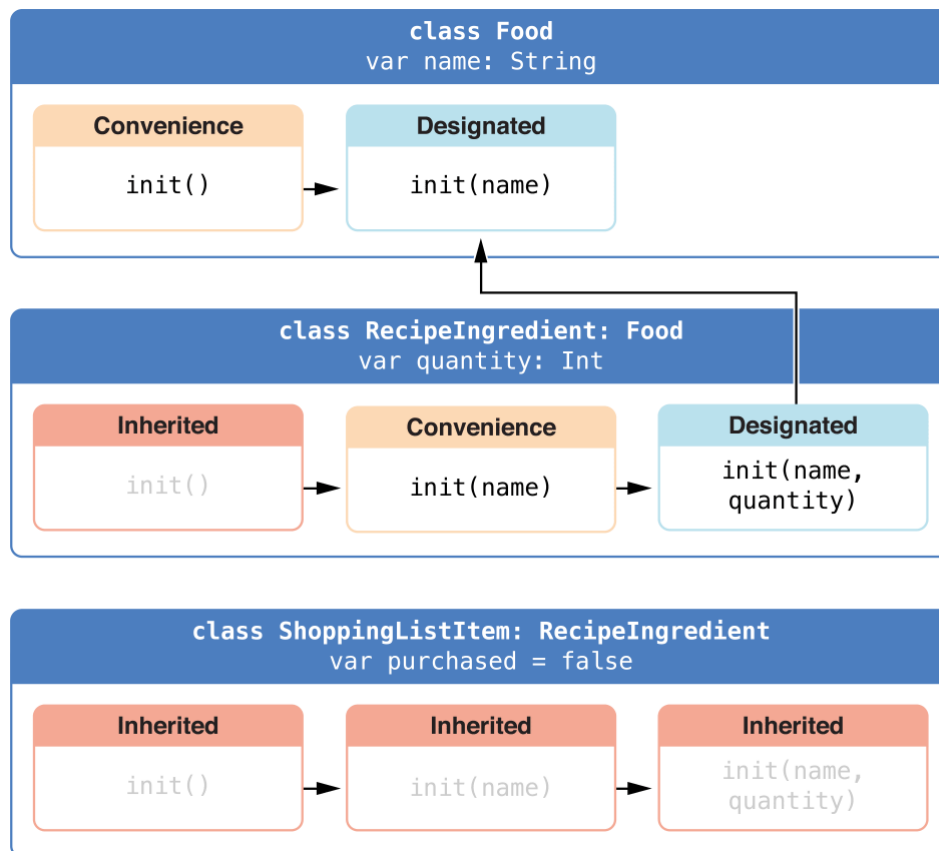 class Food
var name: String
Convenience
Designated
init()
init(name)
class RecipeIngredient: Food
var quantity: Int
Inherited
Convenience
Designated
init()
init(name)
init(name,
quantity)
class ShoppingListItem: RecipeIngredient
var purchased = false
Inherited
Inherited
Inherited
init()
init(name)
init(name,
quantity)